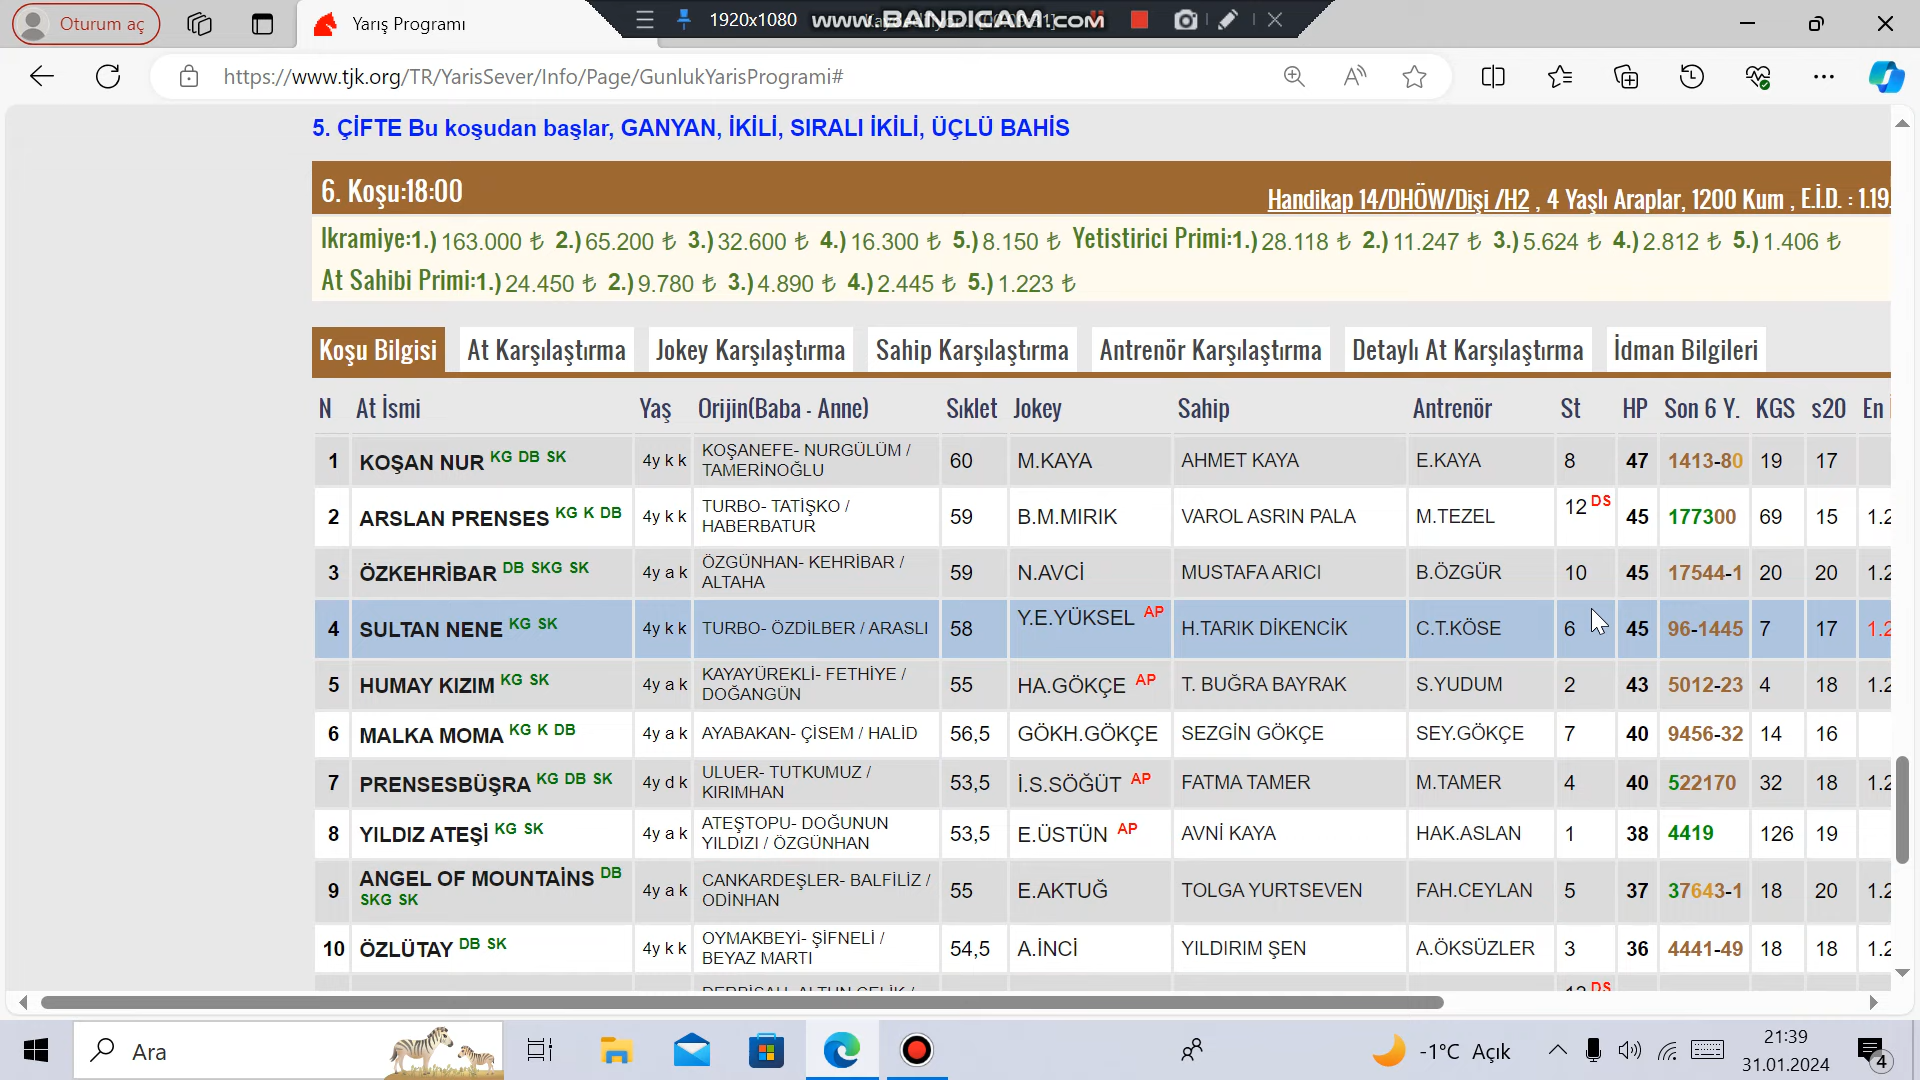 Oturum aç
Yarış Programı
1920x1080
www.BANDICAM.com
https://www.tjk.org/TR/YarisSever/Info/Page/GunlukYarisProgrami#
5. ÇİFTE Bu koşudan başlar, GANYAN, İKİLİ, SIRALI İKİLİ, ÜÇLÜ BAHİS
6. Koşu:18:00
Handikap 14/DHÖW/Dişi /H2 , 4 Yaşlı Araplar, 1200 Kum , E.İ.D. : 1.19.
Ikramiye:1.) 163.000 ₺ 2.) 65.200 ₺ 3.) 32.600 ₺ 4.) 16.300 ₺ 5.) 8.150 ₺ Yetistirici Primi:1.) 28.118 ₺ 2.) 11.247 ₺ 3.) 5.624 ₺ 4.) 2.812 ₺ 5.) 1.406 ₺
At Sahibi Primi:1.) 24.450 ₺ 2.) 9.780 ₺ 3.) 4.890 ₺ 4.) 2.445 ₺ 5.) 1.223 ₺
Koşu Bilgisi At Karşılaştırma Jokey Karşılaştırma Sahip Karşılaştırma Antrenör Karşılaştırma Detaylı At Karşılaştırma İdman Bilgileri
N At İsmi Yaş Orijin(Baba - Anne) Sıklet Jokey Sahip Antrenör St HP Son 6 Y. KGS s20 En
1 KOŞAN NUR KG DB SK 4y k k KOŞANEFE- NURGÜLÜM / TAMERİNOĞLU 60 M.KAYA AHMET KAYA E.KAYA 8 47 1413-80 19 17
2 ARSLAN PRENSES KG K DB 4y k k TURBO- TATİŞKO / HABERBATUR 59 B.M.MIRIK VAROL ASRIN PALA M.TEZEL 12 DS 45 177300 69 15 1.2
3 ÖZKEHRİBAR DB SKG SK 4y a k ÖZGÜNHAN- KEHRİBAR / ALTAHA 59 N.AVCİ MUSTAFA ARICI B.ÖZGÜR 10 45 17544-1 20 20 1.2
4 SULTAN NENE KG SK 4y k k TURBO- ÖZDİLBER / ARASLI 58 Y.E.YÜKSEL AP H.TARIK DİKENCİK C.T.KÖSE 6 45 96-1445 7 17 1.2
5 HUMAY KIZIM KG SK 4y a k KAYAYÜREKLİ- FETHİYE / DOĞANGÜN 55 HA.GÖKÇE AP T. BUĞRA BAYRAK S.YUDUM 2 43 5012-23 4 18 1.2
6 MALKA MOMA KG K DB 4y a k AYABAKAN- ÇİSEM / HALİD 56,5 GÖKH.GÖKÇE SEZGİN GÖKÇE SEY.GÖKÇE 7 40 9456-32 14 16
7 PRENSESBÜŞRA KG DB SK 4y d k ULUER- TUTKUMUZ / KIRIMHAN 53,5 İ.S.SÖĞÜT AP FATMA TAMER M.TAMER 4 40 522170 32 18 1.2
8 YILDIZ ATEŞİ KG SK 4y a k ATEŞTOPU- DOĞUNUN YILDIZI / ÖZGÜNHAN 53,5 E.ÜSTÜN AP AVNİ KAYA HAK.ASLAN 1 38 4419 126 19
9 ANGEL OF MOUNTAİNS DB SKG SK 4y a k CANKARDEŞLER- BALFİLİZ / ODİNHAN 55 E.AKTUĞ TOLGA YURTSEVEN FAH.CEYLAN 5 37 37643-1 18 20 1.2
10 ÖZLÜTAY DB SK 4y k k OYMAKBEYİ- ŞİFNELİ / BEYAZ MARTI 54,5 A.İNCİ YILDIRIM ŞEN A.ÖKSÜZLER 3 36 4441-49 18 18 1.2
DS
Ara
-1°C Açık
21:39
31.01.2024
4